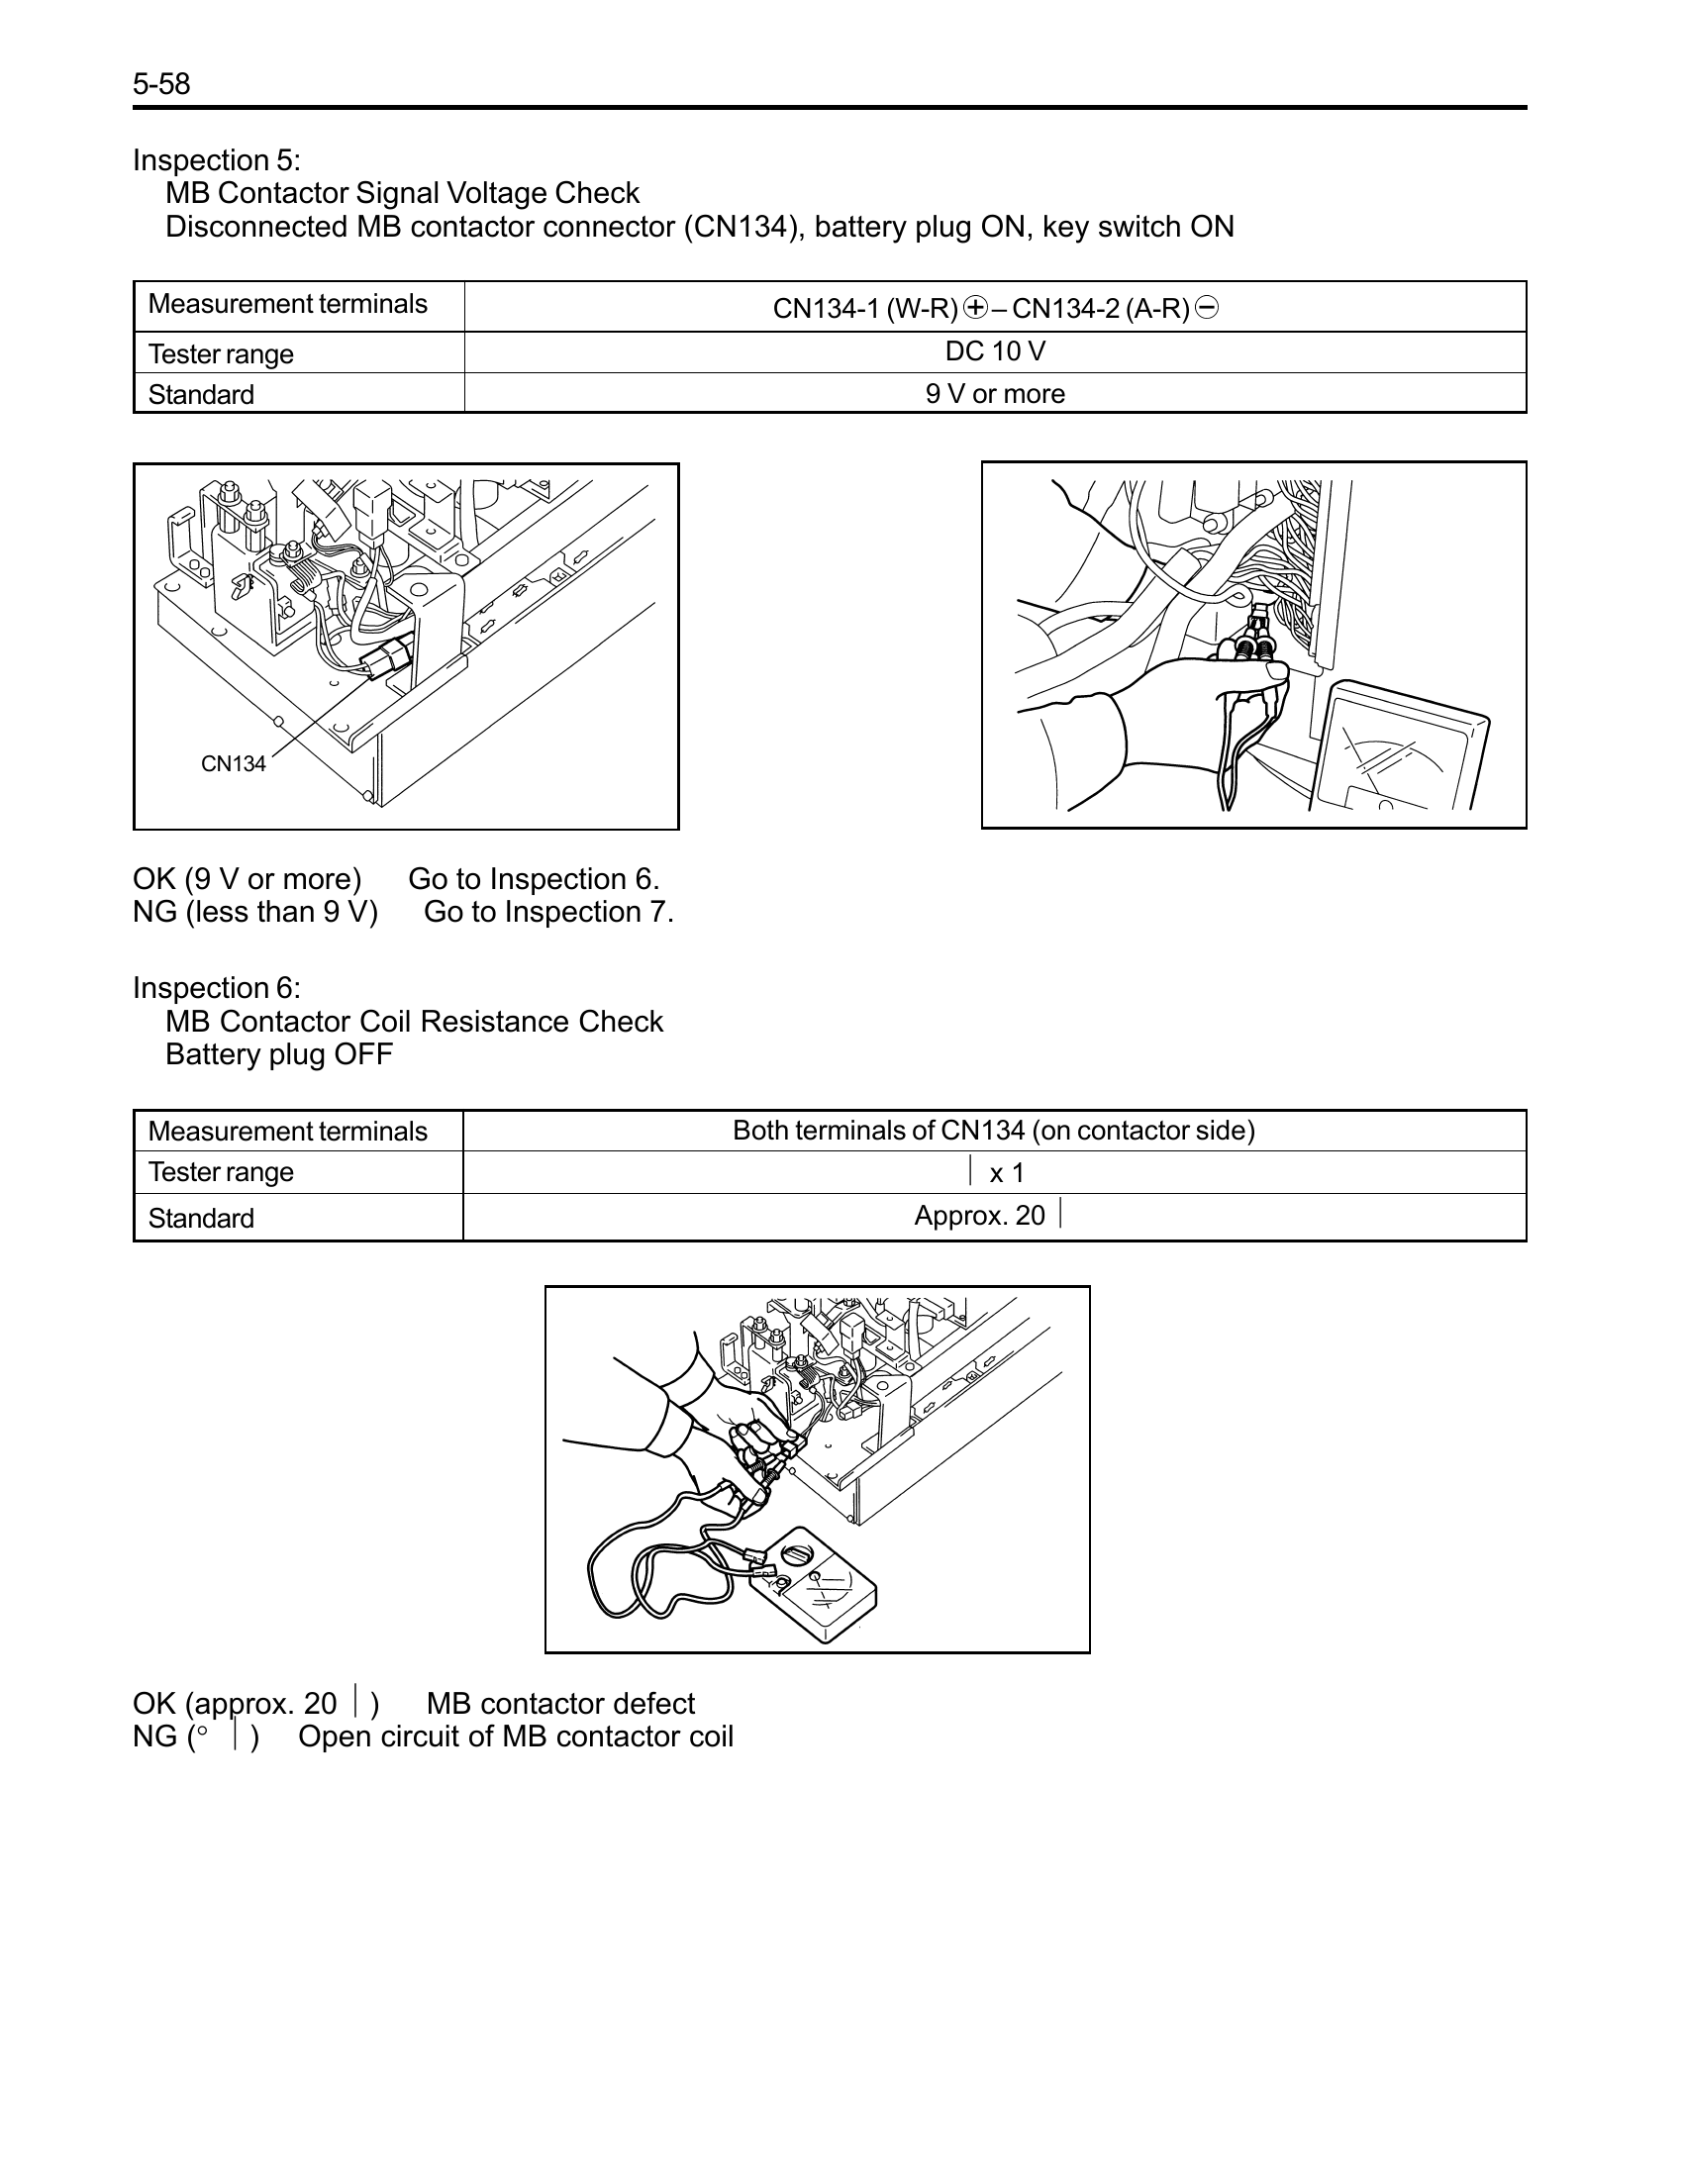 5-58
Inspection 5:
MB Contactor Signal Voltage Check
Disconnected MB contactor connector (CN134), battery plug ON, key switch ON
Measurement terminals CN134-1 (W-R) ⊕ – CN134-2 (A-R) ⊖
Tester range DC 10 V
Standard 9 V or more
CN134
OK (9 V or more) Go to Inspection 6.
NG (less than 9 V) Go to Inspection 7.
Inspection 6:
MB Contactor Coil Resistance Check
Battery plug OFF
Measurement terminals Both terminals of CN134 (on contactor side)
Tester range | x 1
Standard Approx. 20 |
OK (approx. 20 | ) MB contactor defect
NG (° | ) Open circuit of MB contactor coil